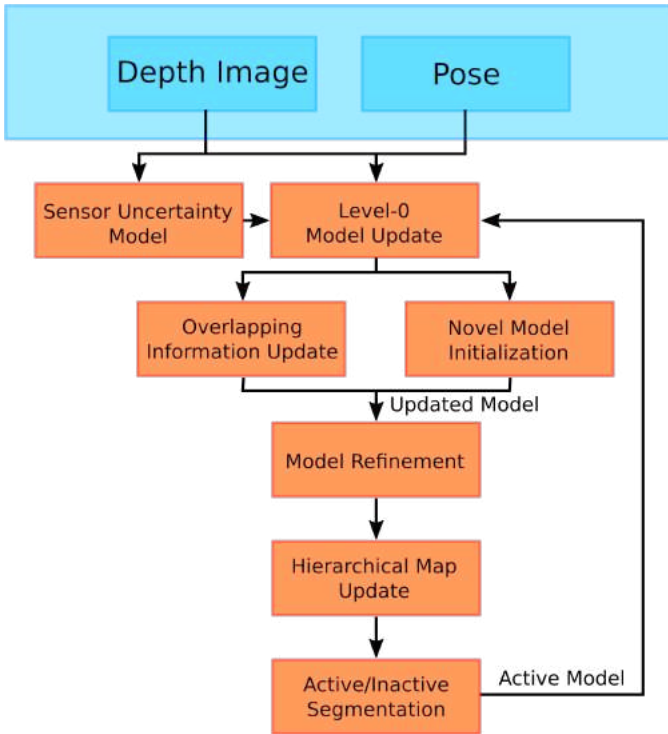 Depth Image
Pose
Sensor Uncertainty
Model
Level-0
Model Update
Overlapping
Information Update
Novel Model
Initialization
Updated Model
Model Refinement
Hierarchical Map
Update
Active/Inactive
Segmentation
Active Model